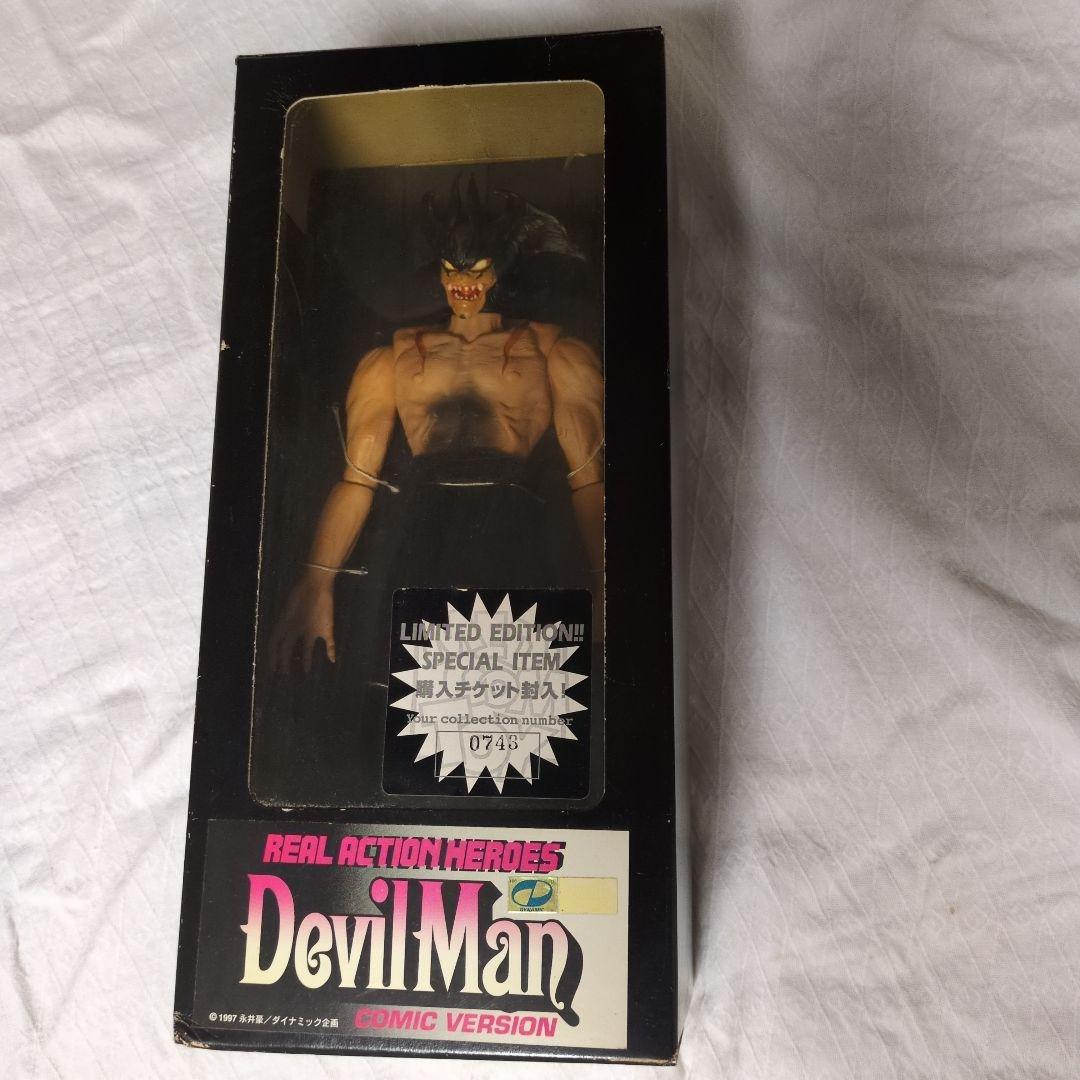 LIMITED EDITION!!
SPECIAL ITEM
購入チケット封入!
your collection number
0743
REAL ACTION HEROES
DevilMan
DYNAMIC
©1997 永井豪/ダイナミック企画
COMIC VERSION